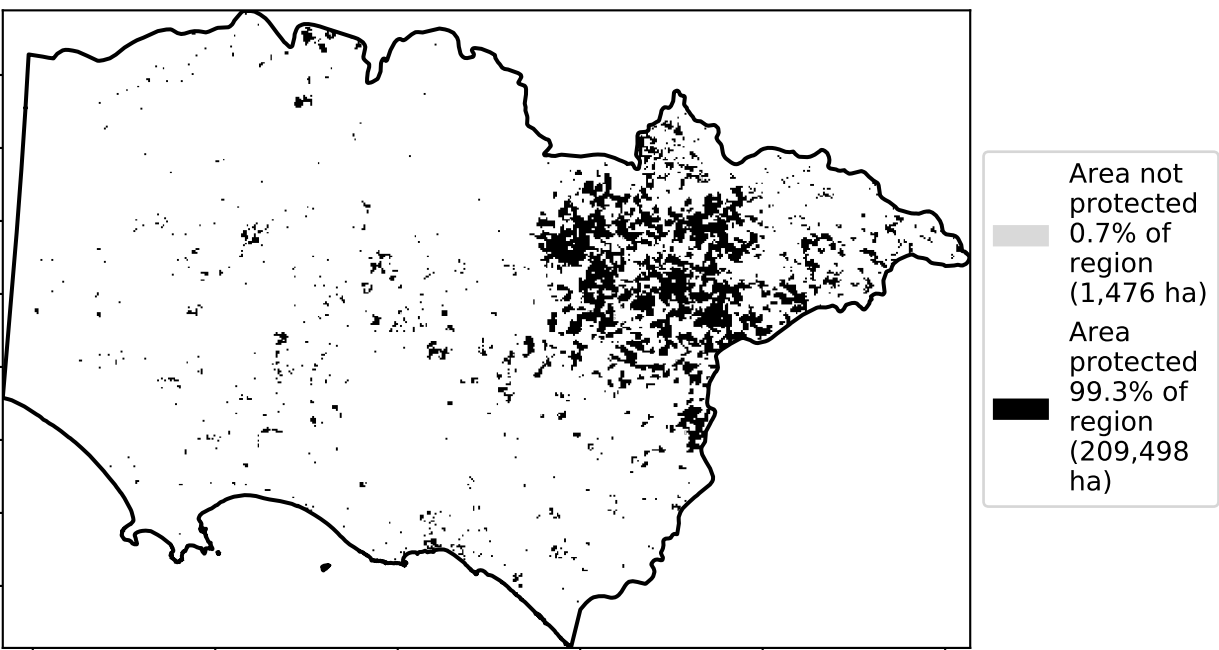 Area not
protected
0.7% of
region
(1,476 ha)
Area
protected
99.3% of
region
(209,498
ha)